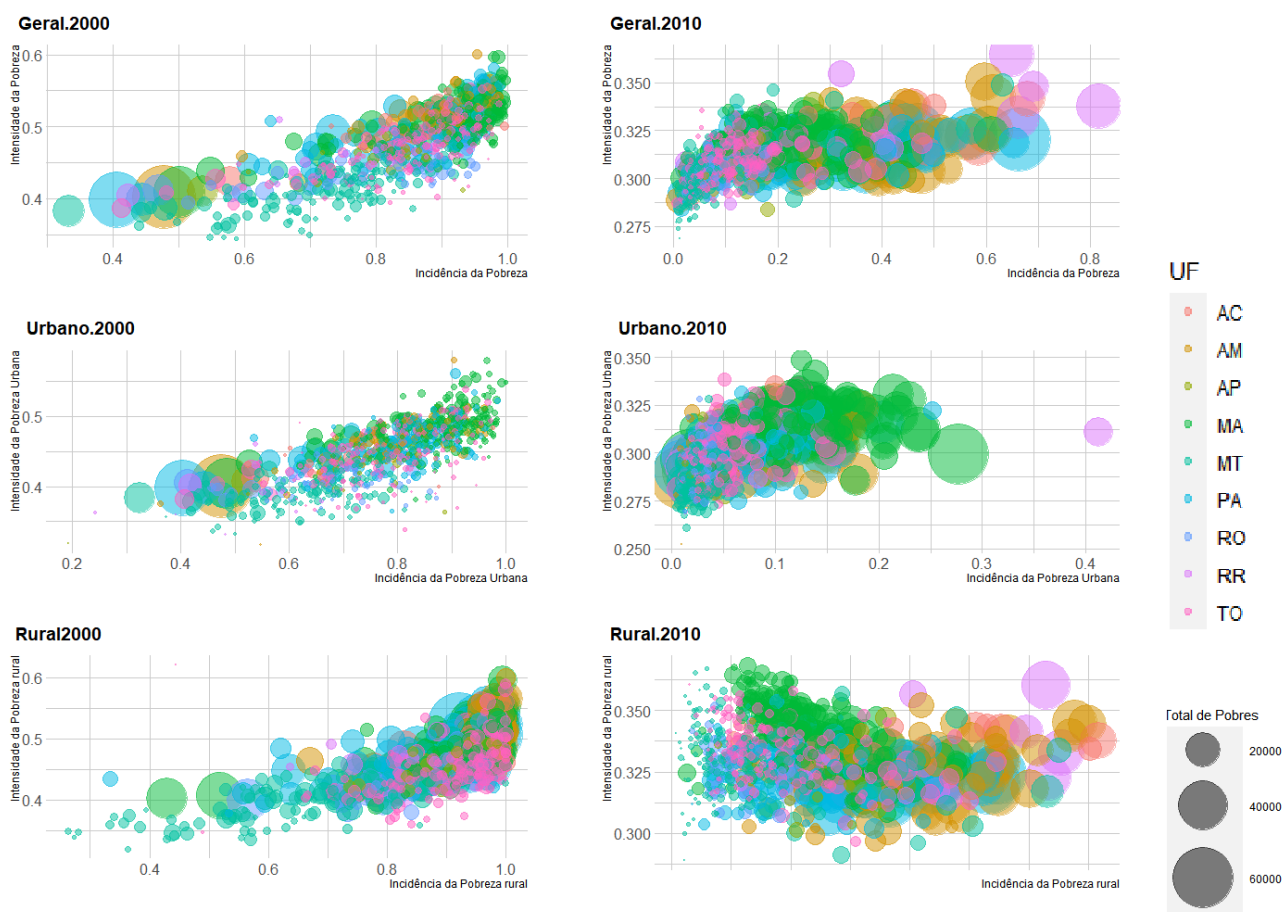 Geral.2000
Intensidade da Pobreza
0.6
0.5
0.4
0.4
0.6
0.8
1.0
Incidência da Pobreza
Geral.2010
Intensidade da Pobreza
0.350
0.325
0.300
0.275
0.0
0.2
0.4
0.6
0.8
Incidência da Pobreza
Urbano.2000
Intensidade da Pobreza Urbana
0.5
0.4
0.2
0.4
0.6
0.8
1.0
Incidência da Pobreza Urbana
Urbano.2010
Intensidade da Pobreza Urbana
0.350
0.325
0.300
0.275
0.250
0.0
0.1
0.2
0.3
0.4
Incidência da Pobreza Urbana
Rural2000
Intensidade da Pobreza rural
0.6
0.5
0.4
0.4
0.6
0.8
1.0
Incidência da Pobreza rural
Rural.2010
Intensidade da Pobreza rural
0.350
0.325
0.300
Incidência da Pobreza rural
UF
AC
AM
AP
MA
MT
PA
RO
RR
TO
Total de Pobres
20000
40000
60000